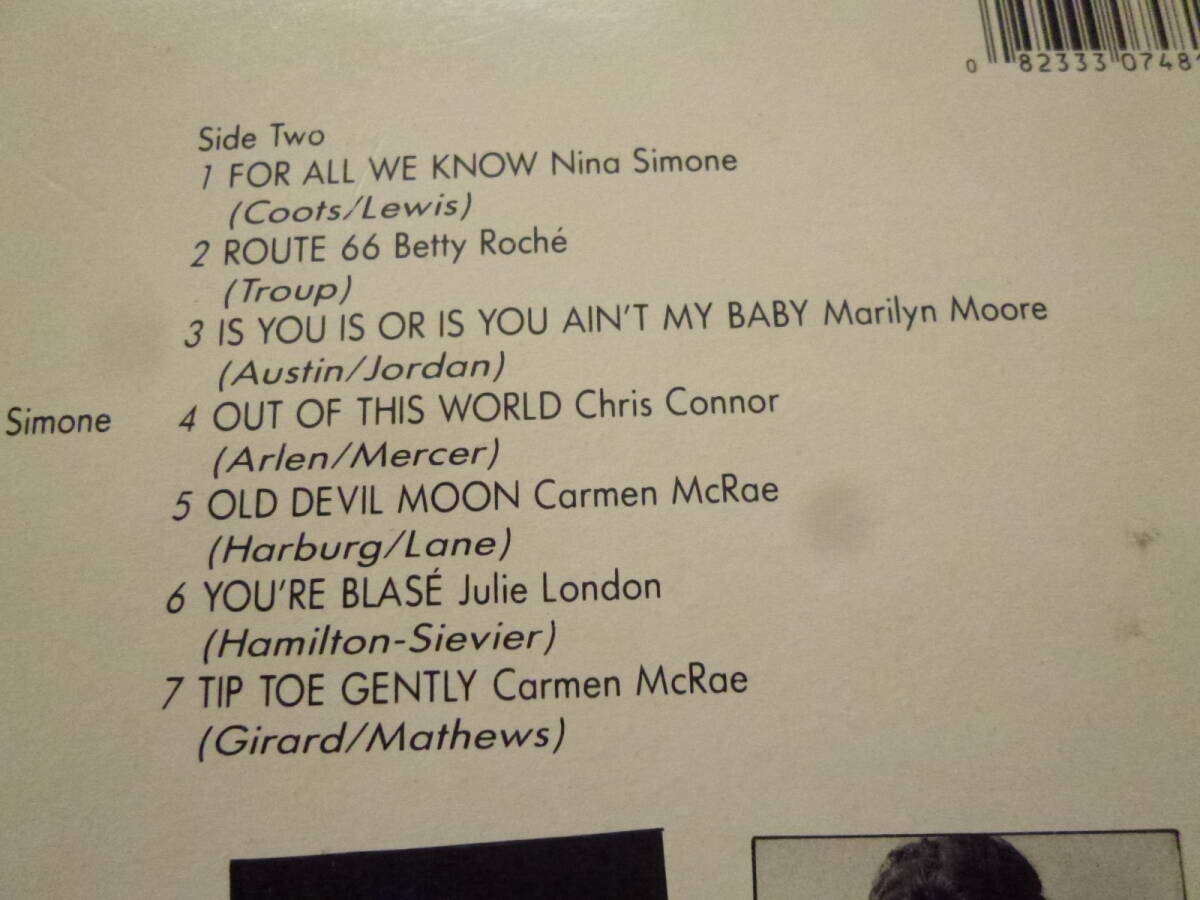 0 82333 0748
Side Two
1 FOR ALL WE KNOW Nina Simone
(Coots/Lewis)
2 ROUTE 66 Betty Roché
(Troup)
3 IS YOU IS OR IS YOU AIN'T MY BABY Marilyn Moore
(Austin/Jordan)
Simone
4 OUT OF THIS WORLD Chris Connor
(Arlen/Mercer)
5 OLD DEVIL MOON Carmen McRae
(Harburg/Lane)
6 YOU'RE BLASÉ Julie London
(Hamilton-Sievier)
7 TIP TOE GENTLY Carmen McRae
(Girard/Mathews)